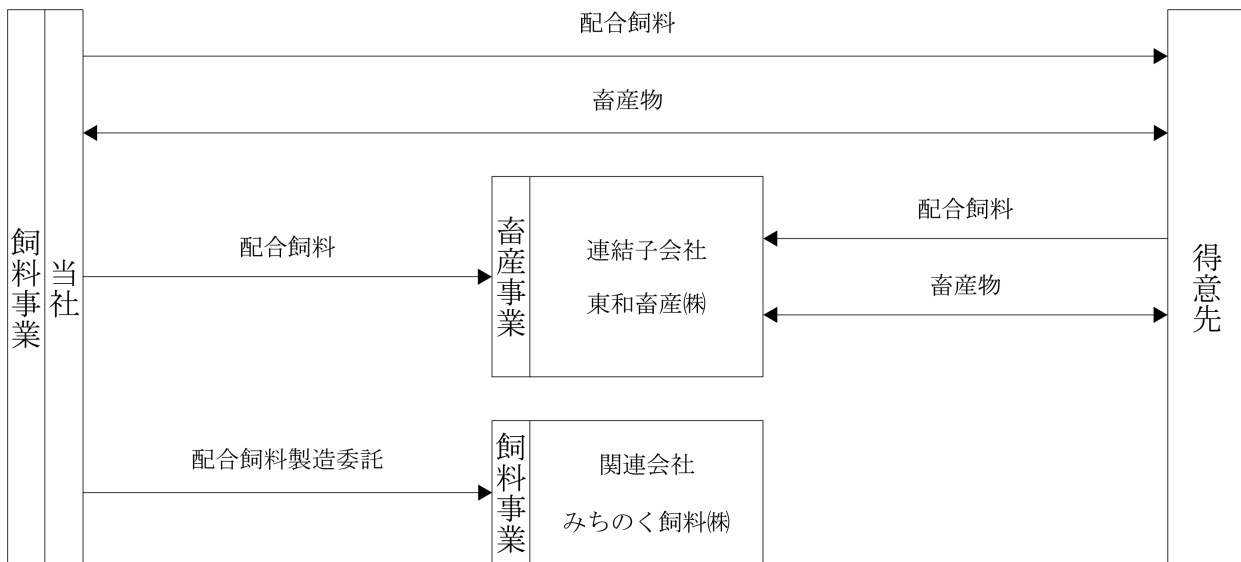 配合飼料
畜産物
飼料事業
当社
配合飼料
畜産事業
連結子会社
東和畜産㈱
配合飼料
畜産物
得意先
配合飼料製造委託
飼料事業
関連会社
みちのく飼料㈱